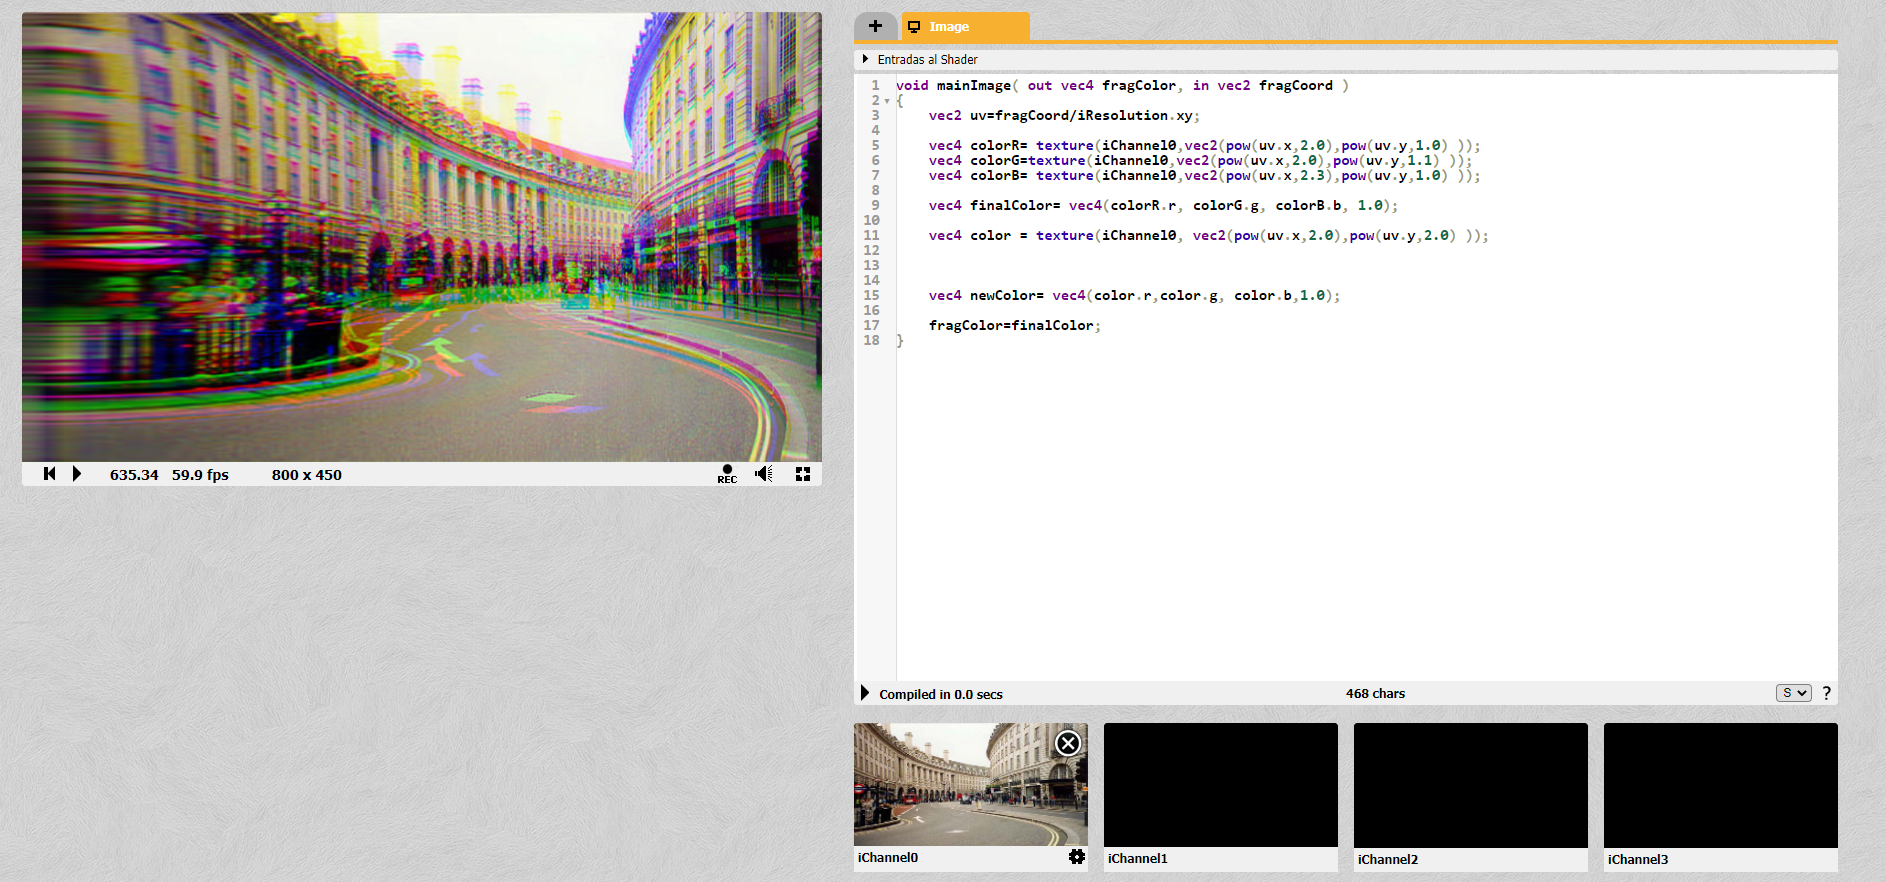 635.34 59.9 fps 800 x 450 REC
+ Image
Entradas al Shader
1 void mainImage( out vec4 fragColor, in vec2 fragCoord )
2 {
3 vec2 uv=fragCoord/iResolution.xy;
4
5 vec4 colorR= texture(iChannel0,vec2(pow(uv.x,2.0),pow(uv.y,1.0) ));
6 vec4 colorG=texture(iChannel0,vec2(pow(uv.x,2.0),pow(uv.y,1.1) ));
7 vec4 colorB= texture(iChannel0,vec2(pow(uv.x,2.3),pow(uv.y,1.0) ));
8
9 vec4 finalColor= vec4(colorR.r, colorG.g, colorB.b, 1.0);
10
11 vec4 color = texture(iChannel0, vec2(pow(uv.x,2.0),pow(uv.y,2.0) ));
12
13
14
15 vec4 newColor= vec4(color.r,color.g, color.b,1.0);
16
17 fragColor=finalColor;
18 }
Compiled in 0.0 secs 468 chars S ?
iChannel0 iChannel1 iChannel2 iChannel3